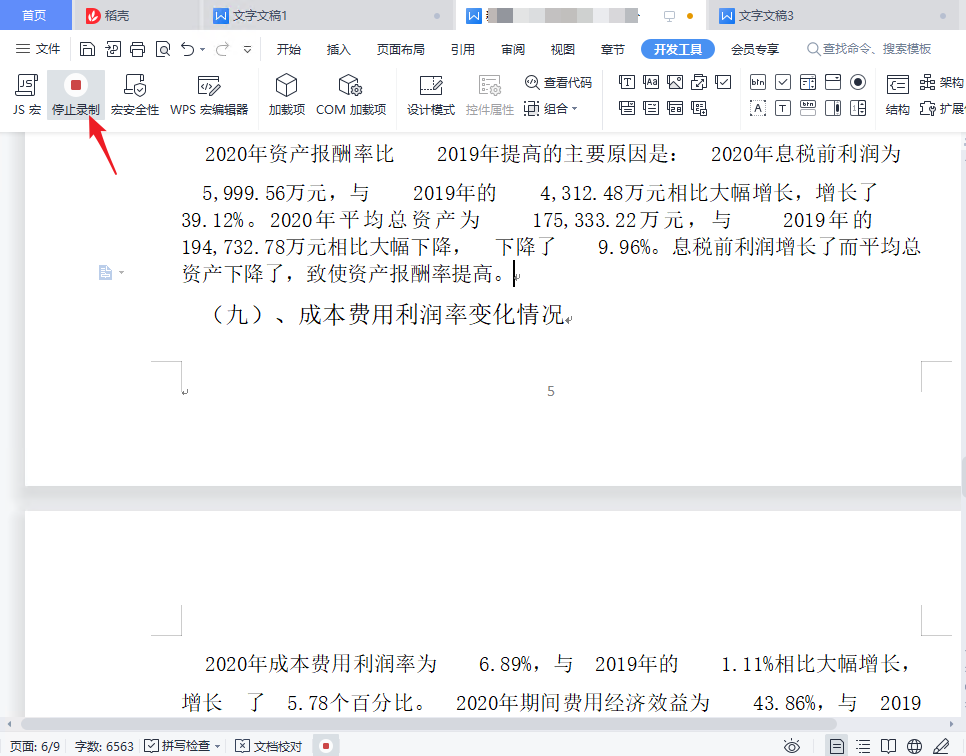 首页 稻壳 文字文稿1 文字文稿3
文件 开始 插入 页面布局 引用 审阅 视图 章节 开发工具 会员专享 查找命令、搜索模板
查看代码
JS 宏 停止录制 宏安全性 WPS 宏编辑器 加载项 COM 加载项 设计模式 控件属性 组合 结构 架构 扩展
2020年资产报酬率比 2019年提高的主要原因是: 2020年息税前利润为
5,999.56万元,与 2019年的 4,312.48万元相比大幅增长,增长了
39.12%。2020年平均总资产为 175,333.22万元,与 2019年的
194,732.78万元相比大幅下降, 下降了 9.96%。息税前利润增长了而平均总
资产下降了,致使资产报酬率提高。
(九)、成本费用利润率变化情况
5
2020年成本费用利润率为 6.89%,与 2019年的 1.11%相比大幅增长,
增长 了 5.78个百分比。 2020年期间费用经济效益为 43.86%,与 2019
页面: 6/9 字数: 6563 拼写检查 文档校对